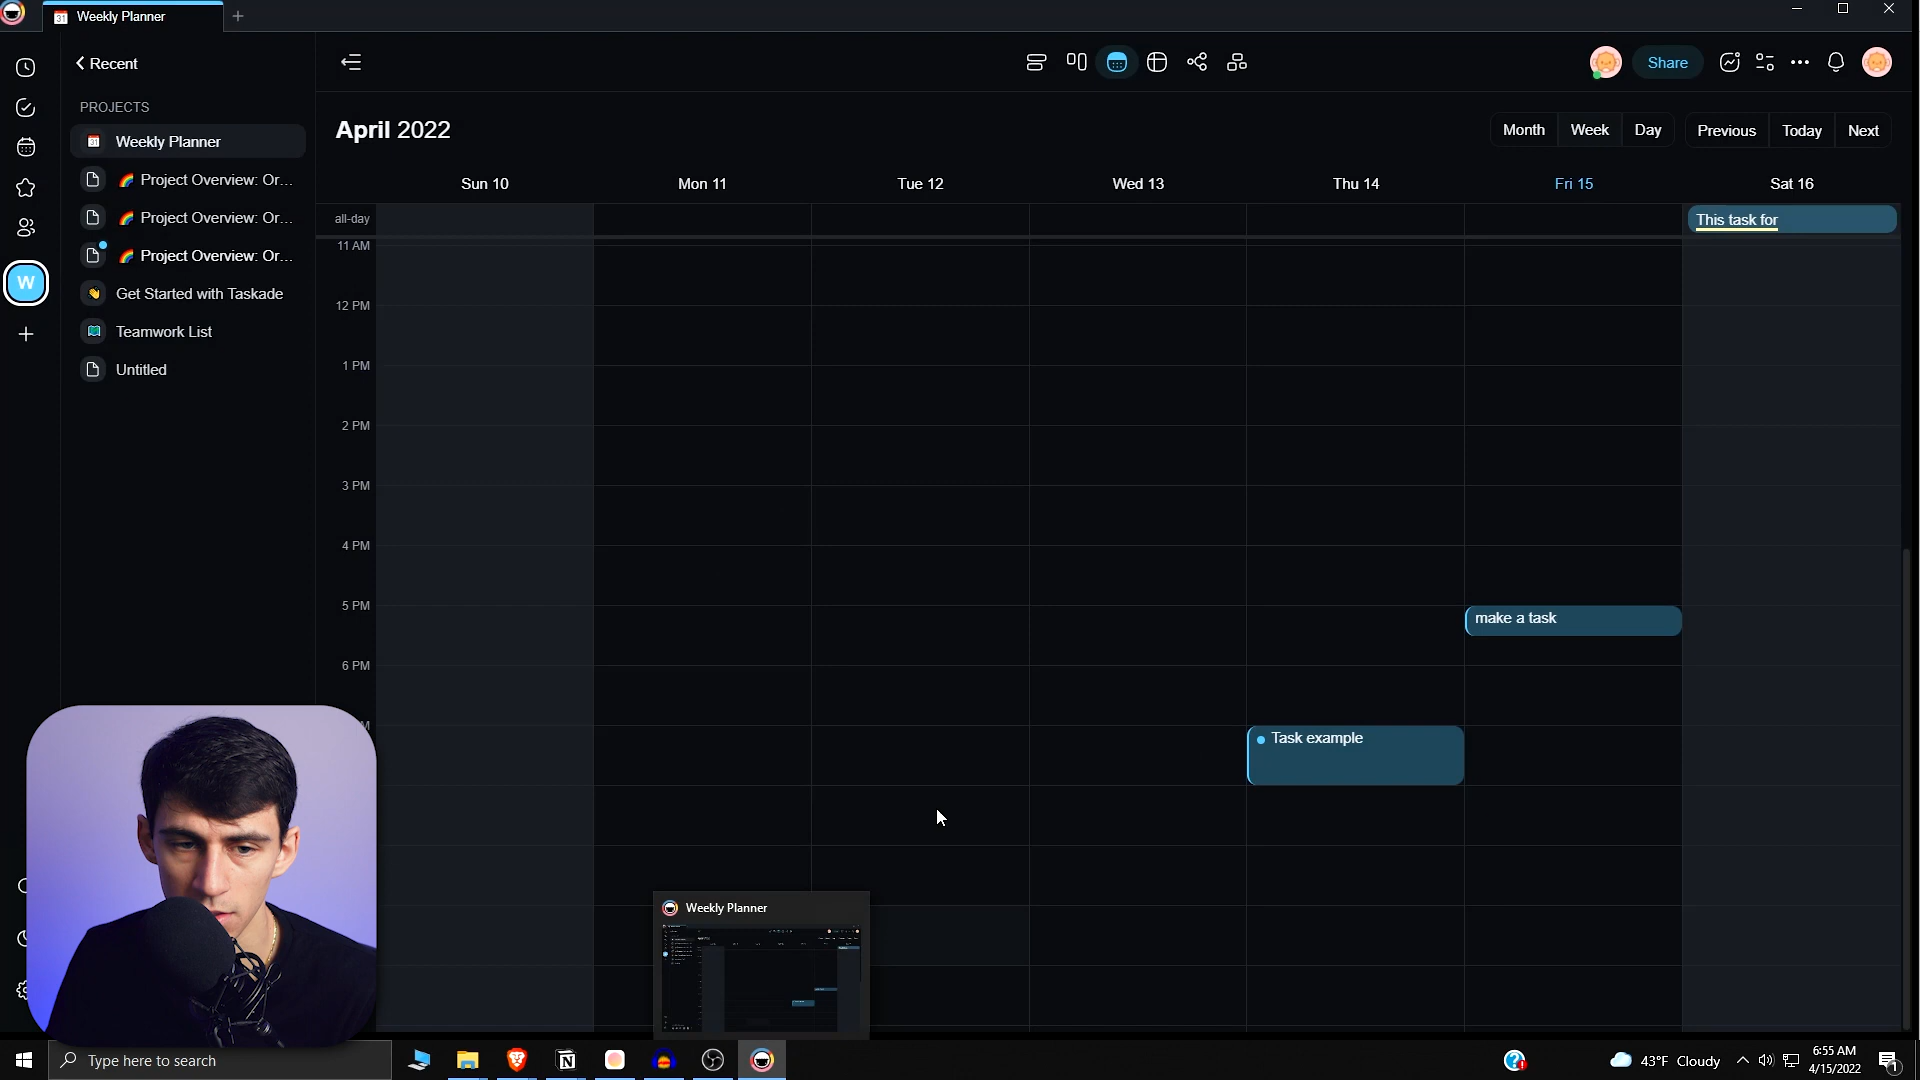 Weekly Planner
Recent
PROJECTS
Weekly Planner
Project Overview: Or...
Project Overview: Or...
Project Overview: Or...
W
Get Started with Taskade
Teamwork List
Untitled
Share
April 2022
Month
Week
Day
Previous
Today
Next
Sun 10
Mon 11
Tue 12
Wed 13
Thu 14
Fri 15
Sat 16
all-day
This task for
11 AM
12 PM
1 PM
2 PM
3 PM
4 PM
5 PM
make a task
6 PM
Task example
Weekly Planner
Type here to search
43°F Cloudy
6:55 AM
4/15/2022
1